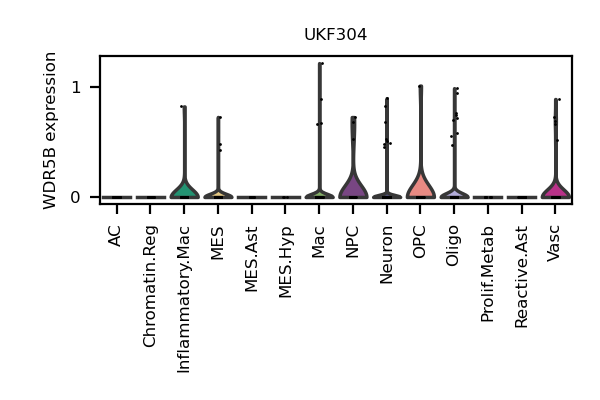 UKF304
WDR5B expression
1
0
AC
Chromatin.Reg
Inflammatory.Mac
MES
MES.Ast
MES.Hyp
Mac
NPC
Neuron
OPC
Oligo
Prolif.Metab
Reactive.Ast
Vasc